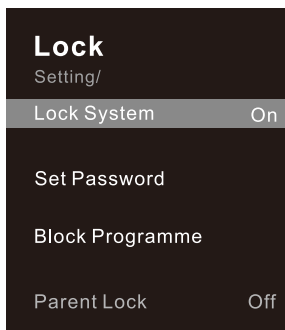 Lock
Setting/
Lock System On
Set Password
Block Programme
Parent Lock Off